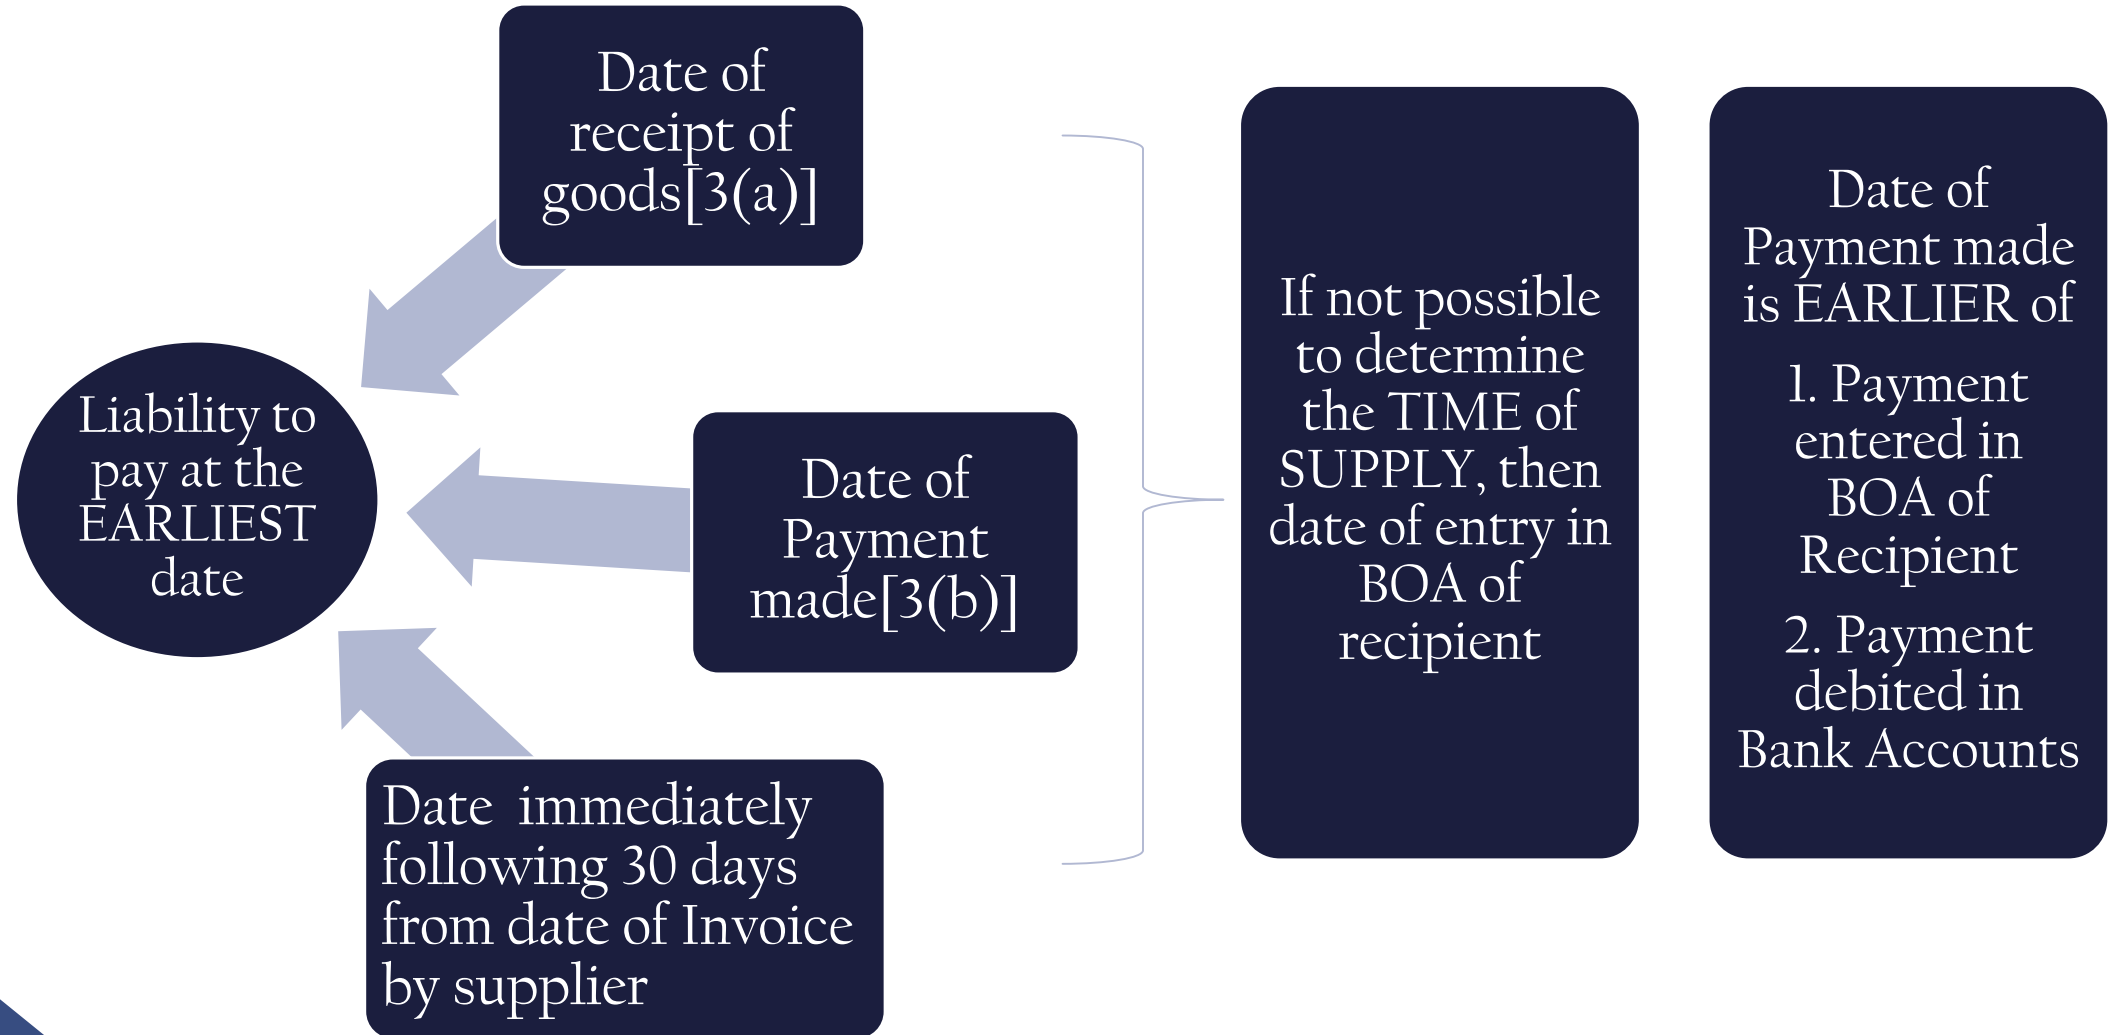 Date of
receipt of
goods[3(a)]
Liability to
pay at the
EARLIEST
date
Date of
Payment
made[3(b)]
Date immediately
following 30 days
from date of Invoice
by supplier
If not possible
to determine
the TIME of
SUPPLY, then
date of entry in
BOA of
recipient
Date of
Payment made
is EARLIER of
1. Payment
entered in
BOA of
Recipient
2. Payment
debited in
Bank Accounts